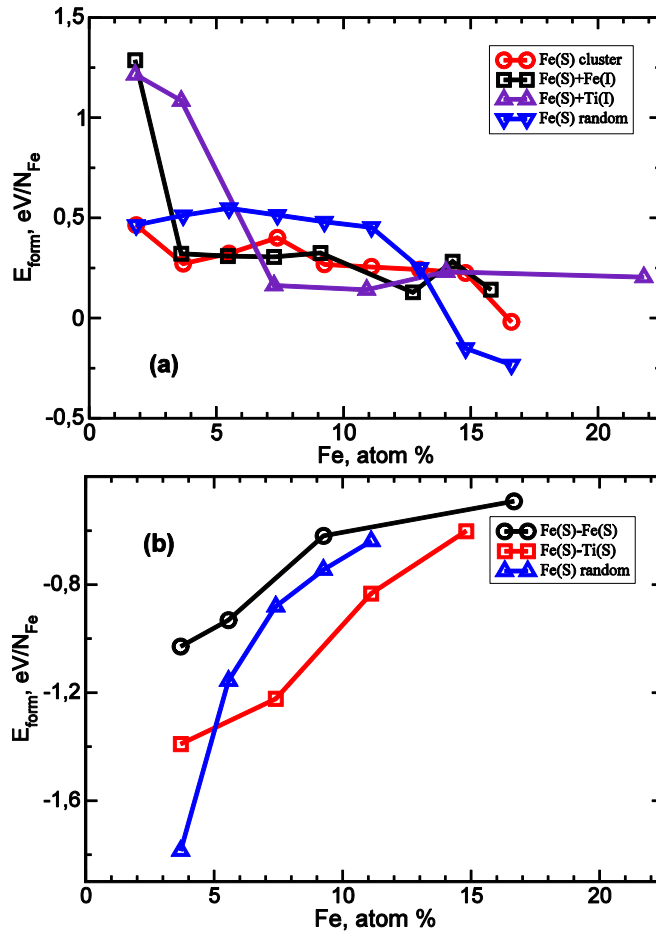 1,5
1
0,5
0
-0,5
E_form, eV/N_Fe
Fe(S) cluster
Fe(S)+Fe(I)
Fe(S)+Ti(I)
Fe(S) random
(a)
0 5 10 15 20
Fe, atom %
-0,8
-1,2
-1,6
E_form, eV/N_Fe
(b)
Fe(S)-Fe(S)
Fe(S)-Ti(S)
Fe(S) random
0 5 10 15 20
Fe, atom %